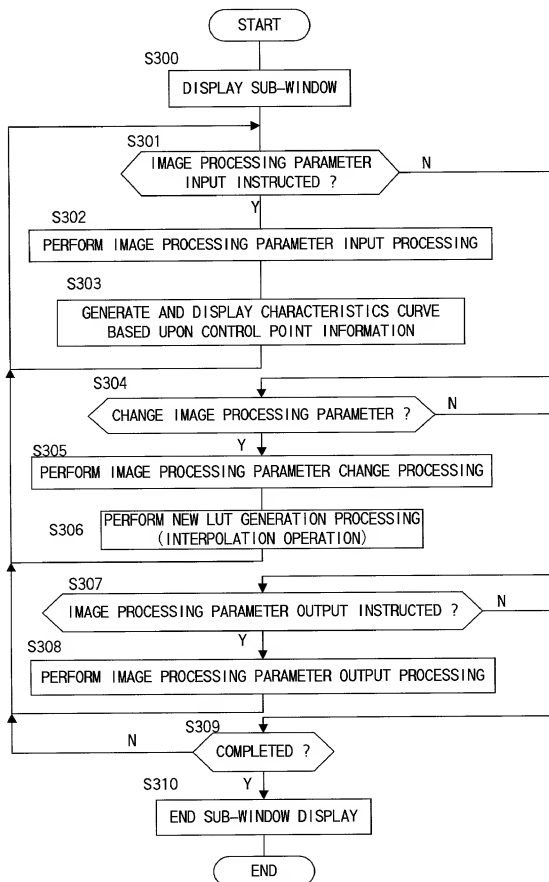 START
S300
DISPLAY SUB-WINDOW
S301
IMAGE PROCESSING PARAMETER
INPUT INSTRUCTED ?
N
Y
S302
PERFORM IMAGE PROCESSING PARAMETER INPUT PROCESSING
S303
GENERATE AND DISPLAY CHARACTERISTICS CURVE
BASED UPON CONTROL POINT INFORMATION
S304
CHANGE IMAGE PROCESSING PARAMETER ?
N
Y
S305
PERFORM IMAGE PROCESSING PARAMETER CHANGE PROCESSING
S306
PERFORM NEW LUT GENERATION PROCESSING
(INTERPOLATION OPERATION)
S307
IMAGE PROCESSING PARAMETER OUTPUT INSTRUCTED ?
N
Y
S308
PERFORM IMAGE PROCESSING PARAMETER OUTPUT PROCESSING
S309
N
COMPLETED ?
S310
Y
END SUB-WINDOW DISPLAY
END